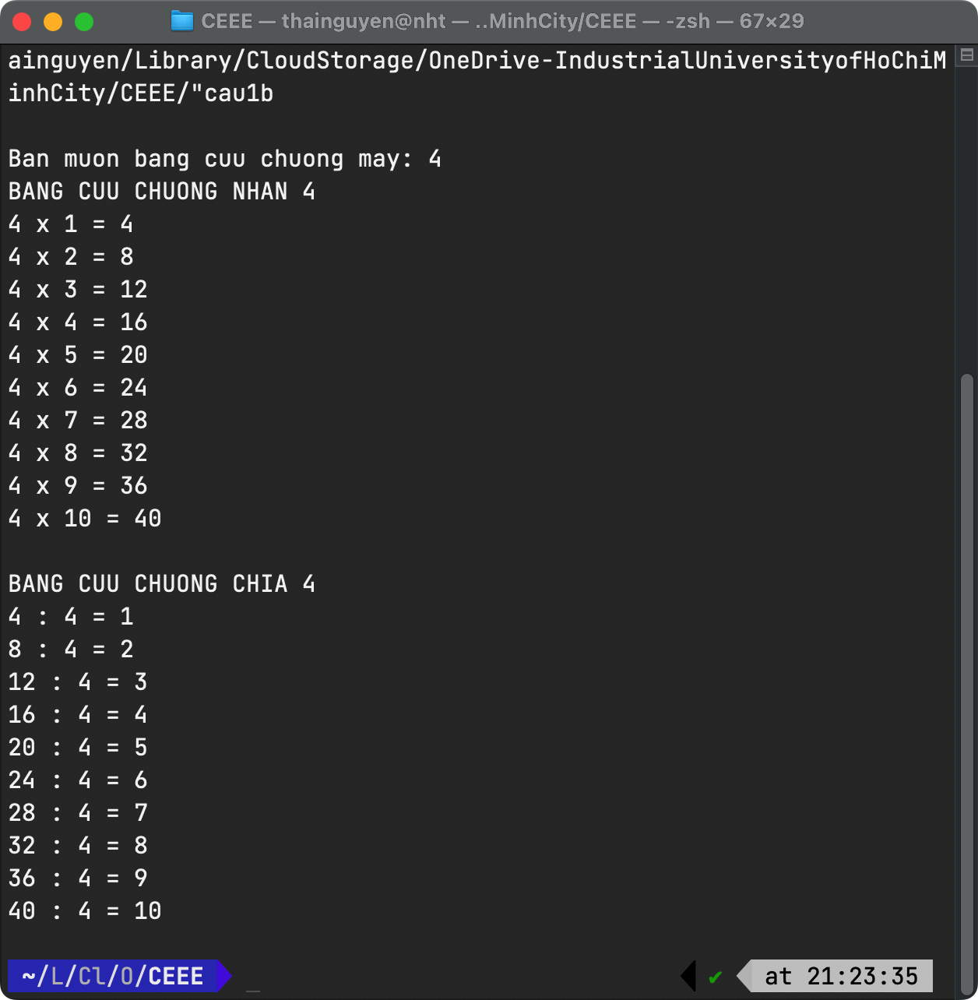 CEEE — thainguyen@nht — ..MinhCity/CEEE — -zsh — 67×29
ainguyen/Library/CloudStorage/OneDrive-IndustrialUniversityofHoChiM
inhCity/CEEE/"cau1b
Ban muon bang cuu chuong may: 4
BANG CUU CHUONG NHAN 4
4 x 1 = 4
4 x 2 = 8
4 x 3 = 12
4 x 4 = 16
4 x 5 = 20
4 x 6 = 24
4 x 7 = 28
4 x 8 = 32
4 x 9 = 36
4 x 10 = 40
BANG CUU CHUONG CHIA 4
4 : 4 = 1
8 : 4 = 2
12 : 4 = 3
16 : 4 = 4
20 : 4 = 5
24 : 4 = 6
28 : 4 = 7
32 : 4 = 8
36 : 4 = 9
40 : 4 = 10
~/L/Cl/O/CEEE _ ✔ at 21:23:35